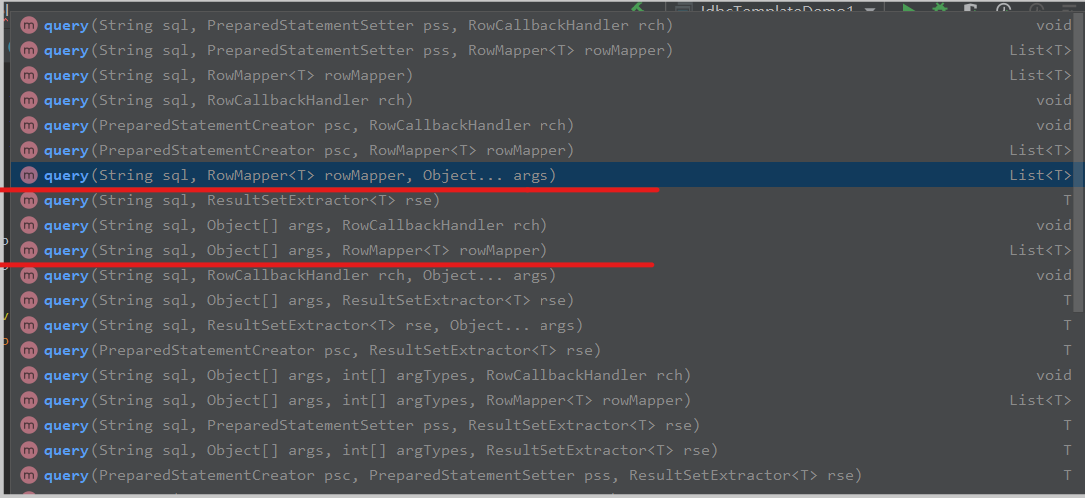 JdbcTemplateDemo1
m query(String sql, PreparedStatementSetter pss, RowCallbackHandler rch) void
m query(String sql, PreparedStatementSetter pss, RowMapper<T> rowMapper) List<T>
m query(String sql, RowMapper<T> rowMapper) List<T>
m query(String sql, RowCallbackHandler rch) void
m query(PreparedStatementCreator psc, RowCallbackHandler rch) void
m query(PreparedStatementCreator psc, RowMapper<T> rowMapper) List<T>
m query(String sql, RowMapper<T> rowMapper, Object... args) List<T>
m query(String sql, ResultSetExtractor<T> rse) T
m query(String sql, Object[] args, RowCallbackHandler rch) void
m query(String sql, Object[] args, RowMapper<T> rowMapper) List<T>
m query(String sql, RowCallbackHandler rch, Object... args) void
m query(String sql, Object[] args, ResultSetExtractor<T> rse) T
m query(String sql, ResultSetExtractor<T> rse, Object... args) T
m query(PreparedStatementCreator psc, ResultSetExtractor<T> rse) T
m query(String sql, Object[] args, int[] argTypes, RowCallbackHandler rch) void
m query(String sql, Object[] args, int[] argTypes, RowMapper<T> rowMapper) List<T>
m query(String sql, PreparedStatementSetter pss, ResultSetExtractor<T> rse) T
m query(String sql, Object[] args, int[] argTypes, ResultSetExtractor<T> rse) T
m query(PreparedStatementCreator psc, PreparedStatementSetter pss, ResultSetExtractor<T> rse) T